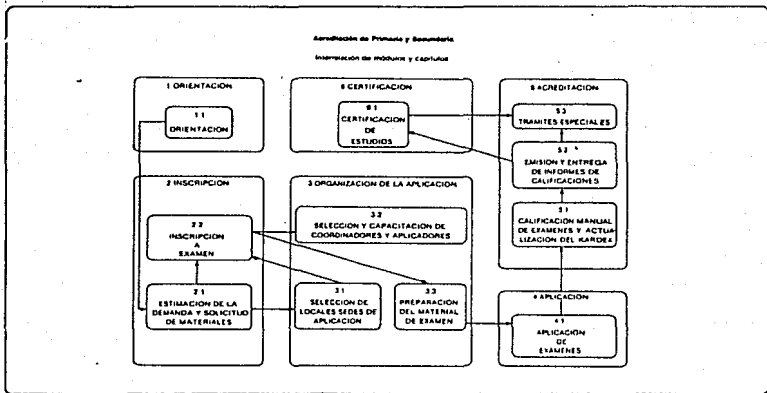 Acreditación de Primaria y Secundaria
Interrelación de módulos y capítulos
1 ORIENTACION
1.1
ORIENTACION
6 CERTIFICACION
6.1
CERTIFICACION
DE
ESTUDIOS
5 ACREDITACION
5.3
TRAMITES ESPECIALES
5.2
EMISION Y ENTREGA
DE INFORMES DE
CALIFICACIONES
5.1
CALIFICACION MANUAL
DE EXAMENES Y ACTUA-
LIZACION DEL KARDEX
2 INSCRIPCION
2.2
INSCRIPCION
A
EXAMEN
2.1
ESTIMACION DE LA
DEMANDA Y SOLICITUD
DE MATERIALES
3 ORGANIZACION DE LA APLICACION
3.2
SELECCION Y CAPACITACION DE
COORDINADORES Y APLICADORES
3.1
SELECCION DE
LOCALES SEDES DE
APLICACION
3.3
PREPARACION
DEL MATERIAL
DE EXAMEN
4 APLICACION
4.1
APLICACION
DE
EXAMENES